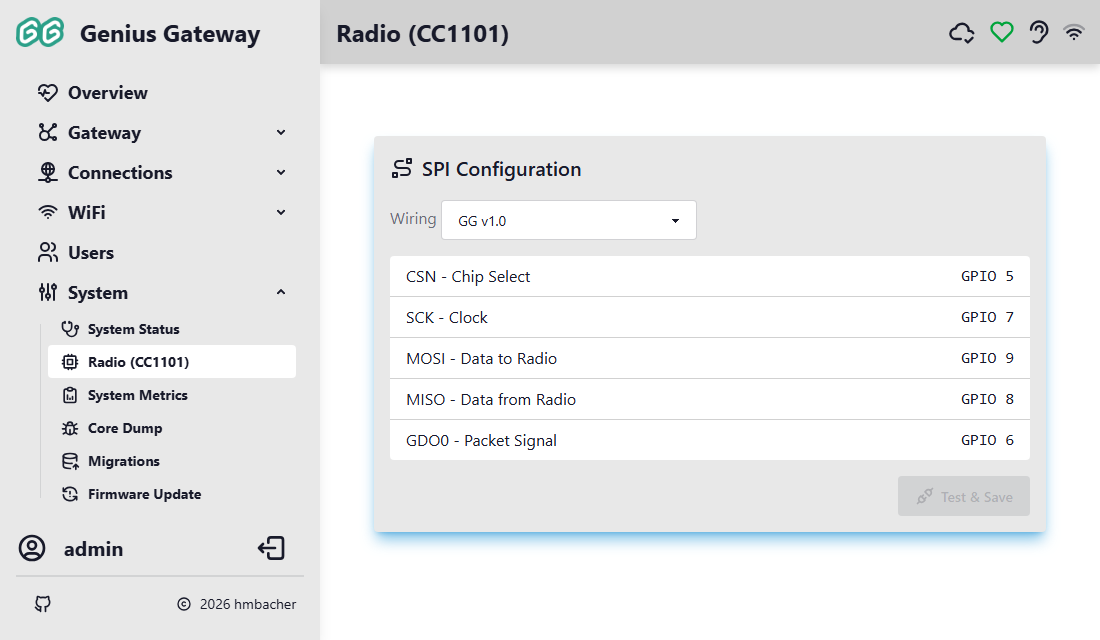 Genius Gateway
Radio (CC1101)
Overview
Gateway
Connections
WiFi
Users
System
System Status
Radio (CC1101)
System Metrics
Core Dump
Migrations
Firmware Update
admin
© 2026 hmbacher
SPI Configuration
Wiring GG v1.0
CSN - Chip Select GPIO 5
SCK - Clock GPIO 7
MOSI - Data to Radio GPIO 9
MISO - Data from Radio GPIO 8
GDO0 - Packet Signal GPIO 6
Test & Save